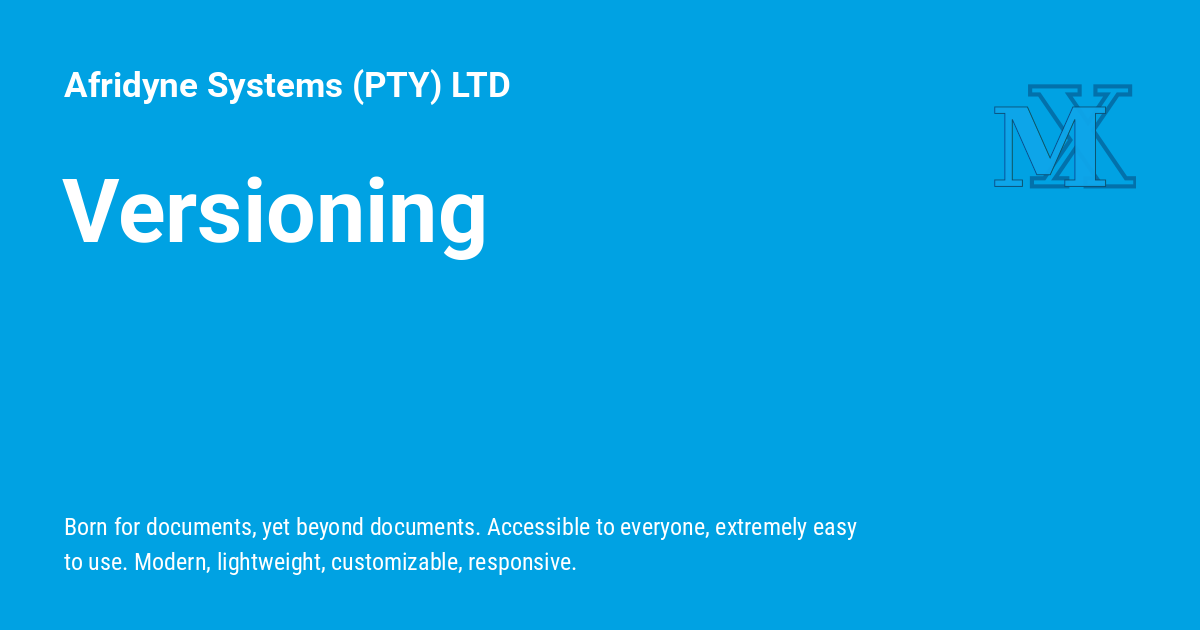 Afridyne Systems (PTY) LTD
MX
Versioning
Born for documents, yet beyond documents. Accessible to everyone, extremely easy
to use. Modern, lightweight, customizable, responsive.